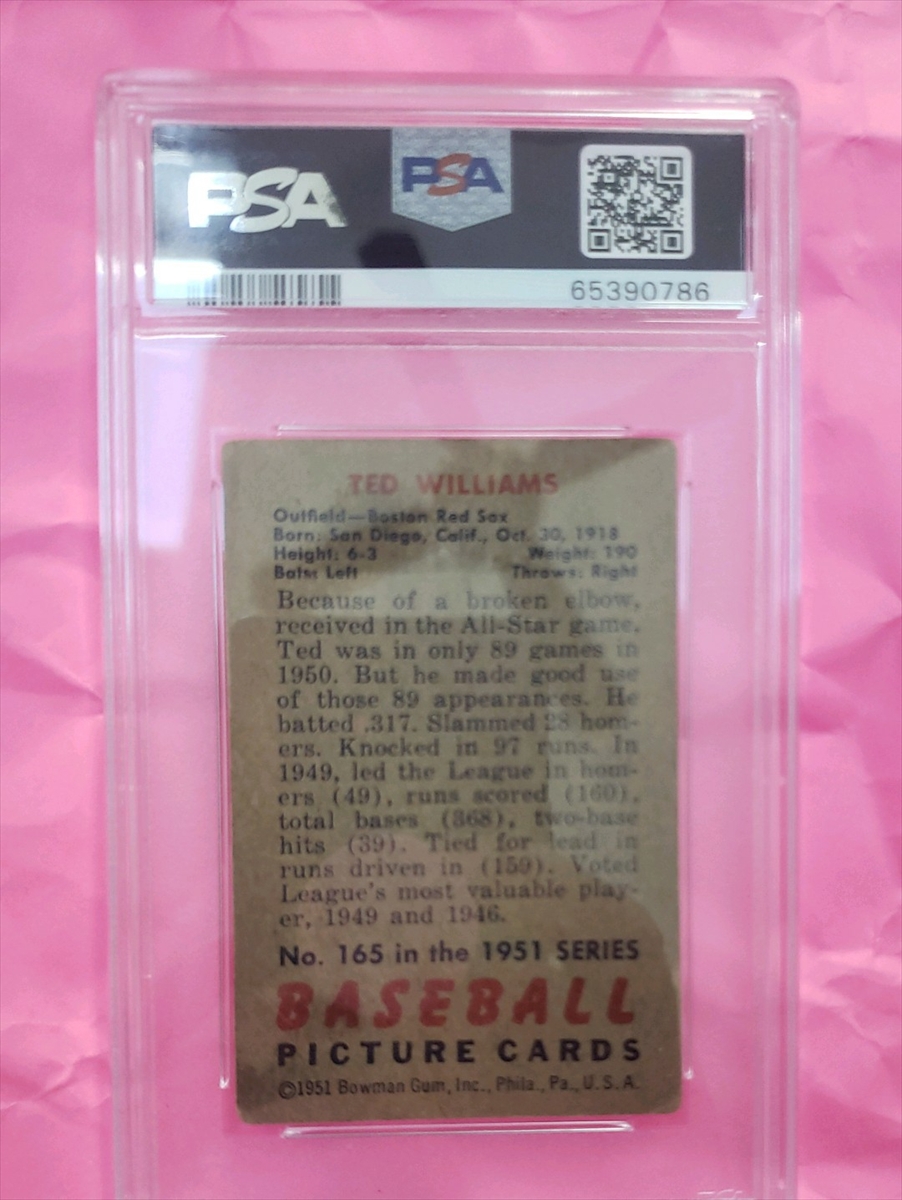 PSA PSA
65390786
TED WILLIAMS
Outfield—Boston Red Sox
Born: San Diego, Calif., Oct. 30, 1918
Height: 6-3 Weight: 190
Bats: Left Throws: Right
Because of a broken elbow,
received in the All-Star game,
Ted was in only 89 games in
1950. But he made good use
of those 89 appearances. He
batted .317. Slammed 28 hom-
ers. Knocked in 97 runs. In
1949, led the League in hom-
ers (49), runs scored (160),
total bases (368), two-base
hits (39). Tied for lead in
runs driven in (159). Voted
League's most valuable play-
er, 1949 and 1946.
No. 165 in the 1951 SERIES
BASEBALL
PICTURE CARDS
©1951 Bowman Gum, Inc., Phila., Pa., U.S.A.